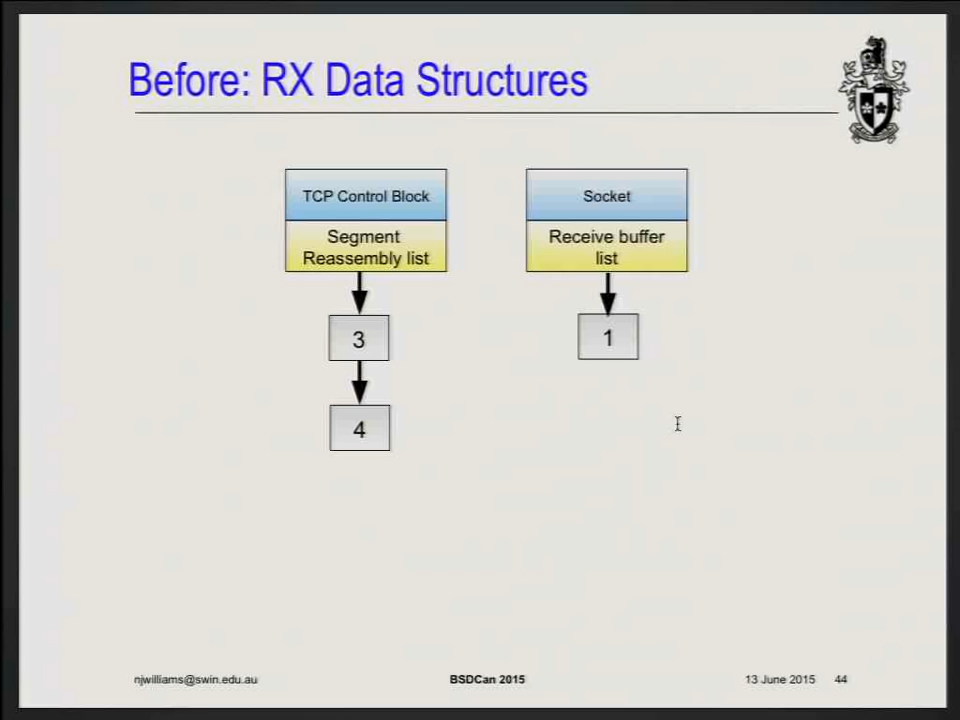 Before: RX Data Structures
TCP Control Block
Segment
Reassembly list
3
4
Socket
Receive buffer
list
1
njwilliams@swin.edu.au
BSDCan 2015
13 June 2015
44